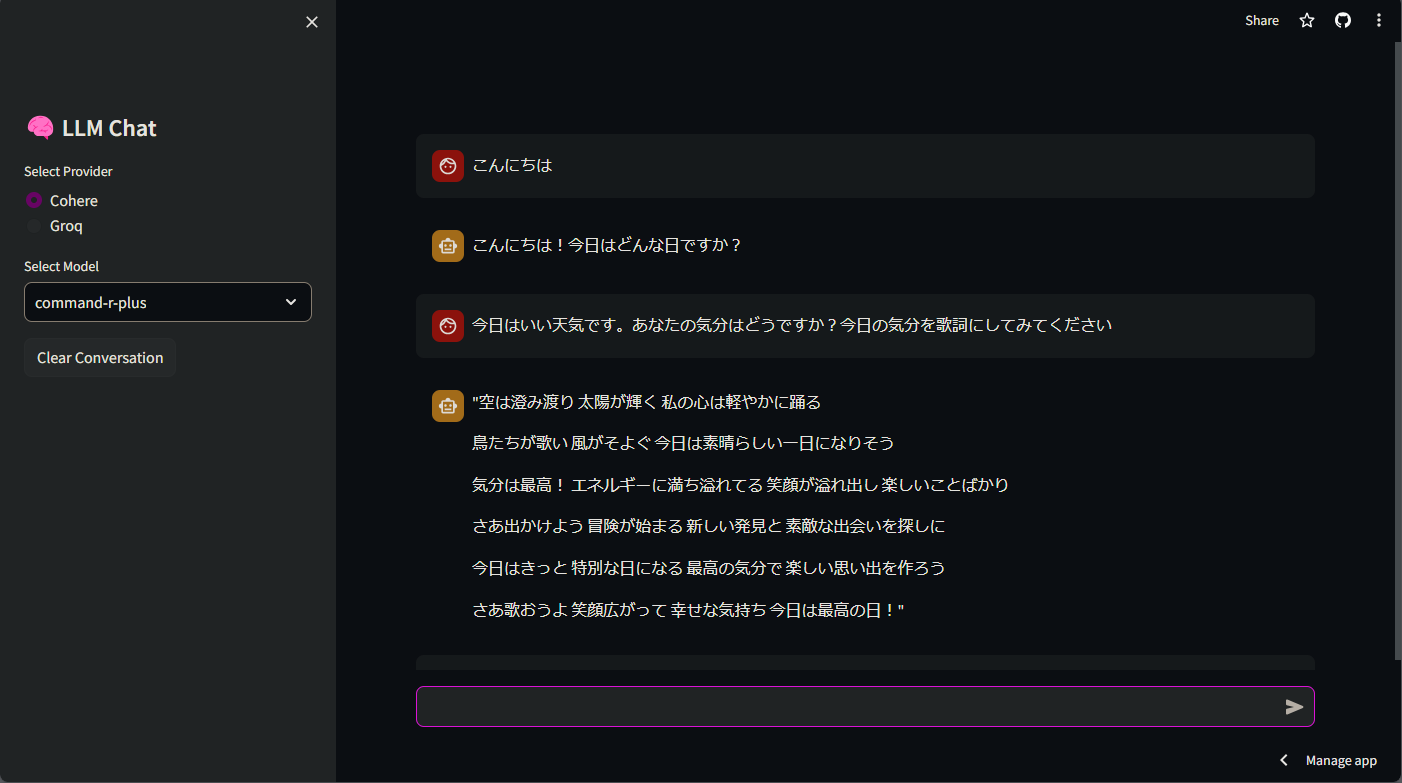 Share
LLM Chat
Select Provider
Cohere
Groq
Select Model
command-r-plus
Clear Conversation
こんにちは
こんにちは！今日はどんな日ですか？
今日はいい天気です。あなたの気分はどうですか？今日の気分を歌詞にしてみてください
"空は澄み渡り 太陽が輝く 私の心は軽やかに踊る
鳥たちが歌い 風がそよぐ 今日は素晴らしい一日になりそう
気分は最高！ エネルギーに満ち溢れてる 笑顔が溢れ出し 楽しいことばかり
さあ出かけよう 冒険が始まる 新しい発見と 素敵な出会いを探しに
今日はきっと 特別な日になる 最高の気分で 楽しい思い出を作ろう
さあ歌おうよ 笑顔広がって 幸せな気持ち 今日は最高の日！"
Manage app